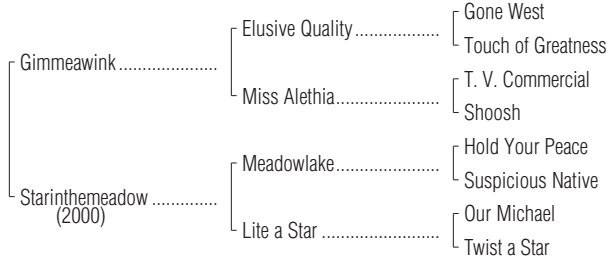 Gone West
Elusive Quality
Touch of Greatness
Gimmeawink
T. V. Commercial
Miss Alethia
Shoosh
Hold Your Peace
Meadowlake
Suspicious Native
Starinthemeadow
(2000)
Our Michael
Lite a Star
Twist a Star